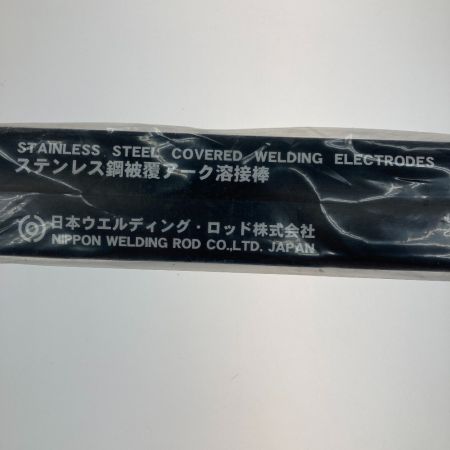 STAINLESS STEEL COVERED WELDING ELECTRODES
ステンレス鋼被覆アーク溶接棒
日本ウエルディング・ロッド株式会社
NIPPON WELDING ROD CO.,LTD. JAPAN